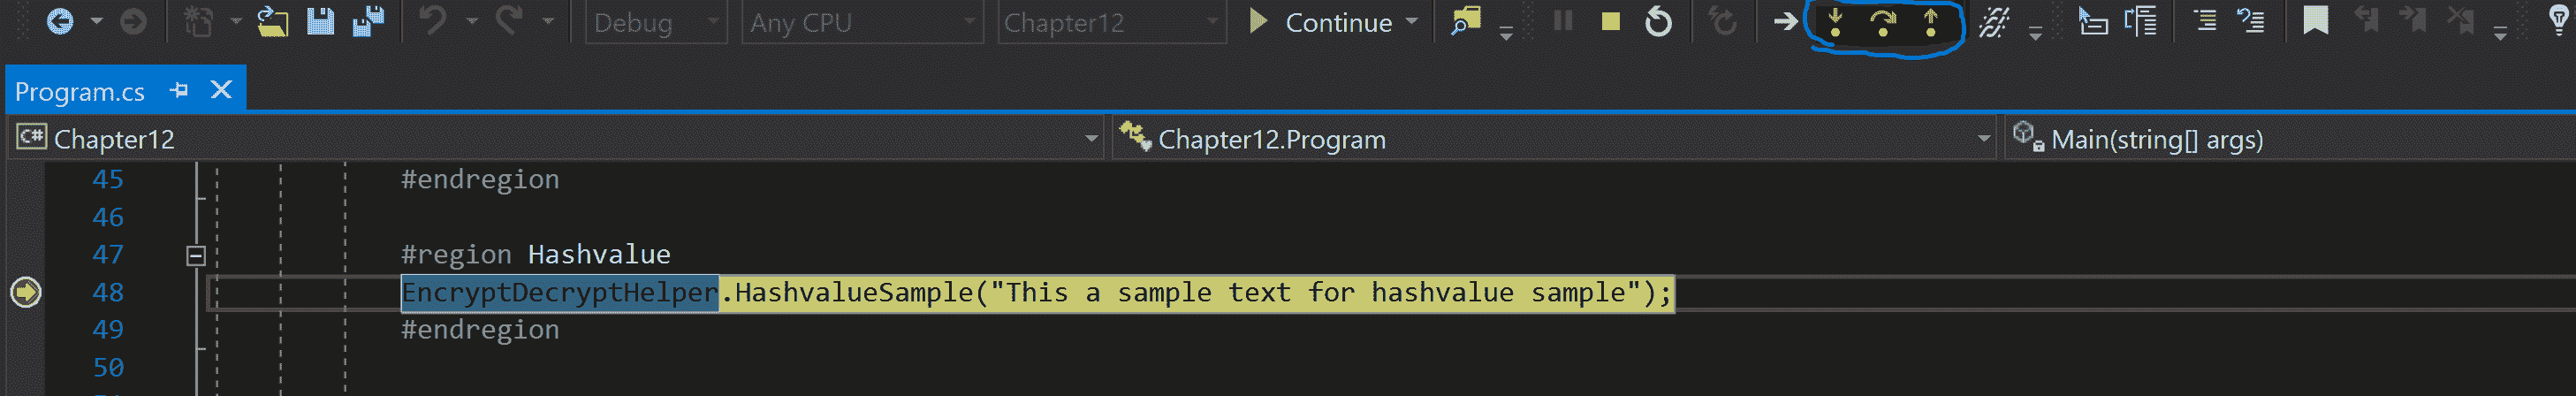 Debug Any CPU Chapter12 Continue
Program.cs
C# Chapter12 Chapter12.Program Main(string[] args)
45 #endregion
46
47 #region Hashvalue
48 EncryptDecryptHelper.HashvalueSample("This a sample text for hashvalue sample");
49 #endregion
50